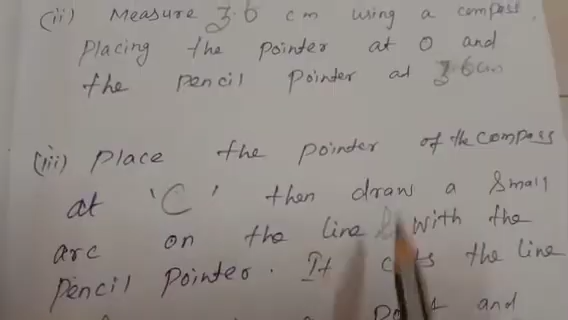 (ii) Measure 3.6 cm using a compass,
placing the pointer at 0 and
the pencil pointer at 3.6cm
(iii) Place the pointer of the compass
at 'C' then draw a small
arc on the line l with the
pencil pointer. It cuts the line
and